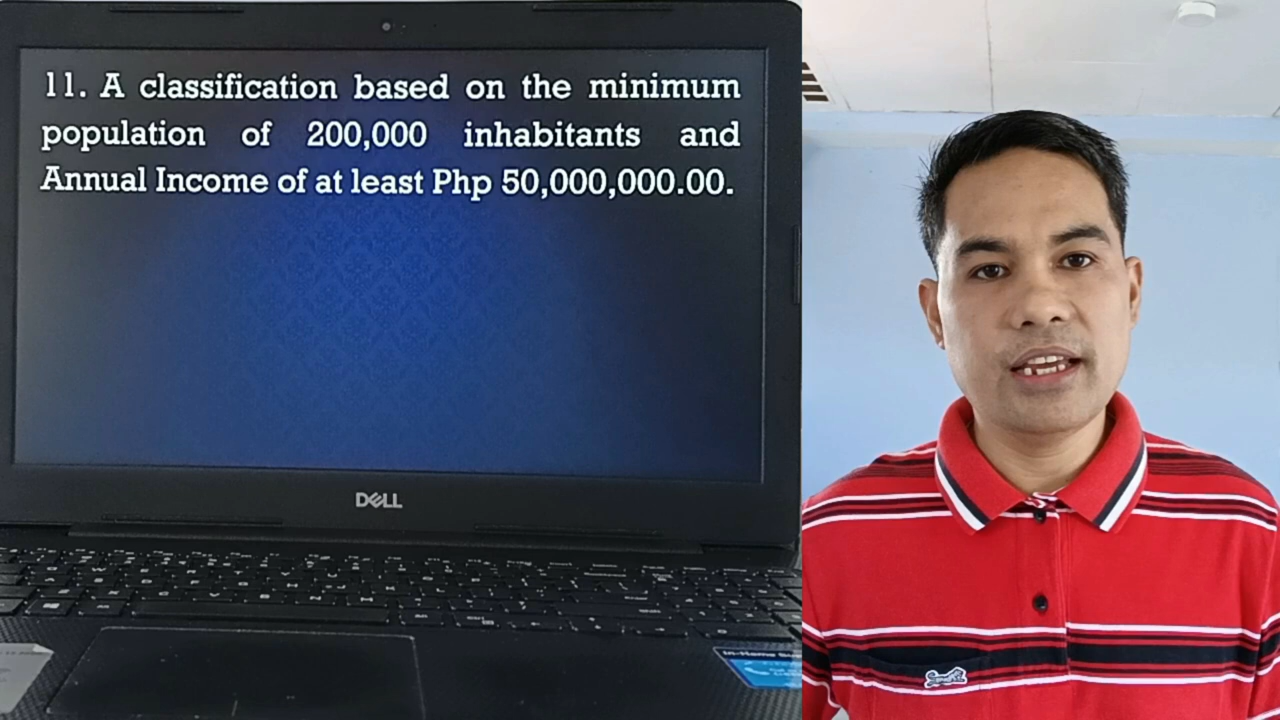 11. A classification based on the minimum
population of 200,000 inhabitants and
Annual Income of at least Php 50,000,000.00.
DELL